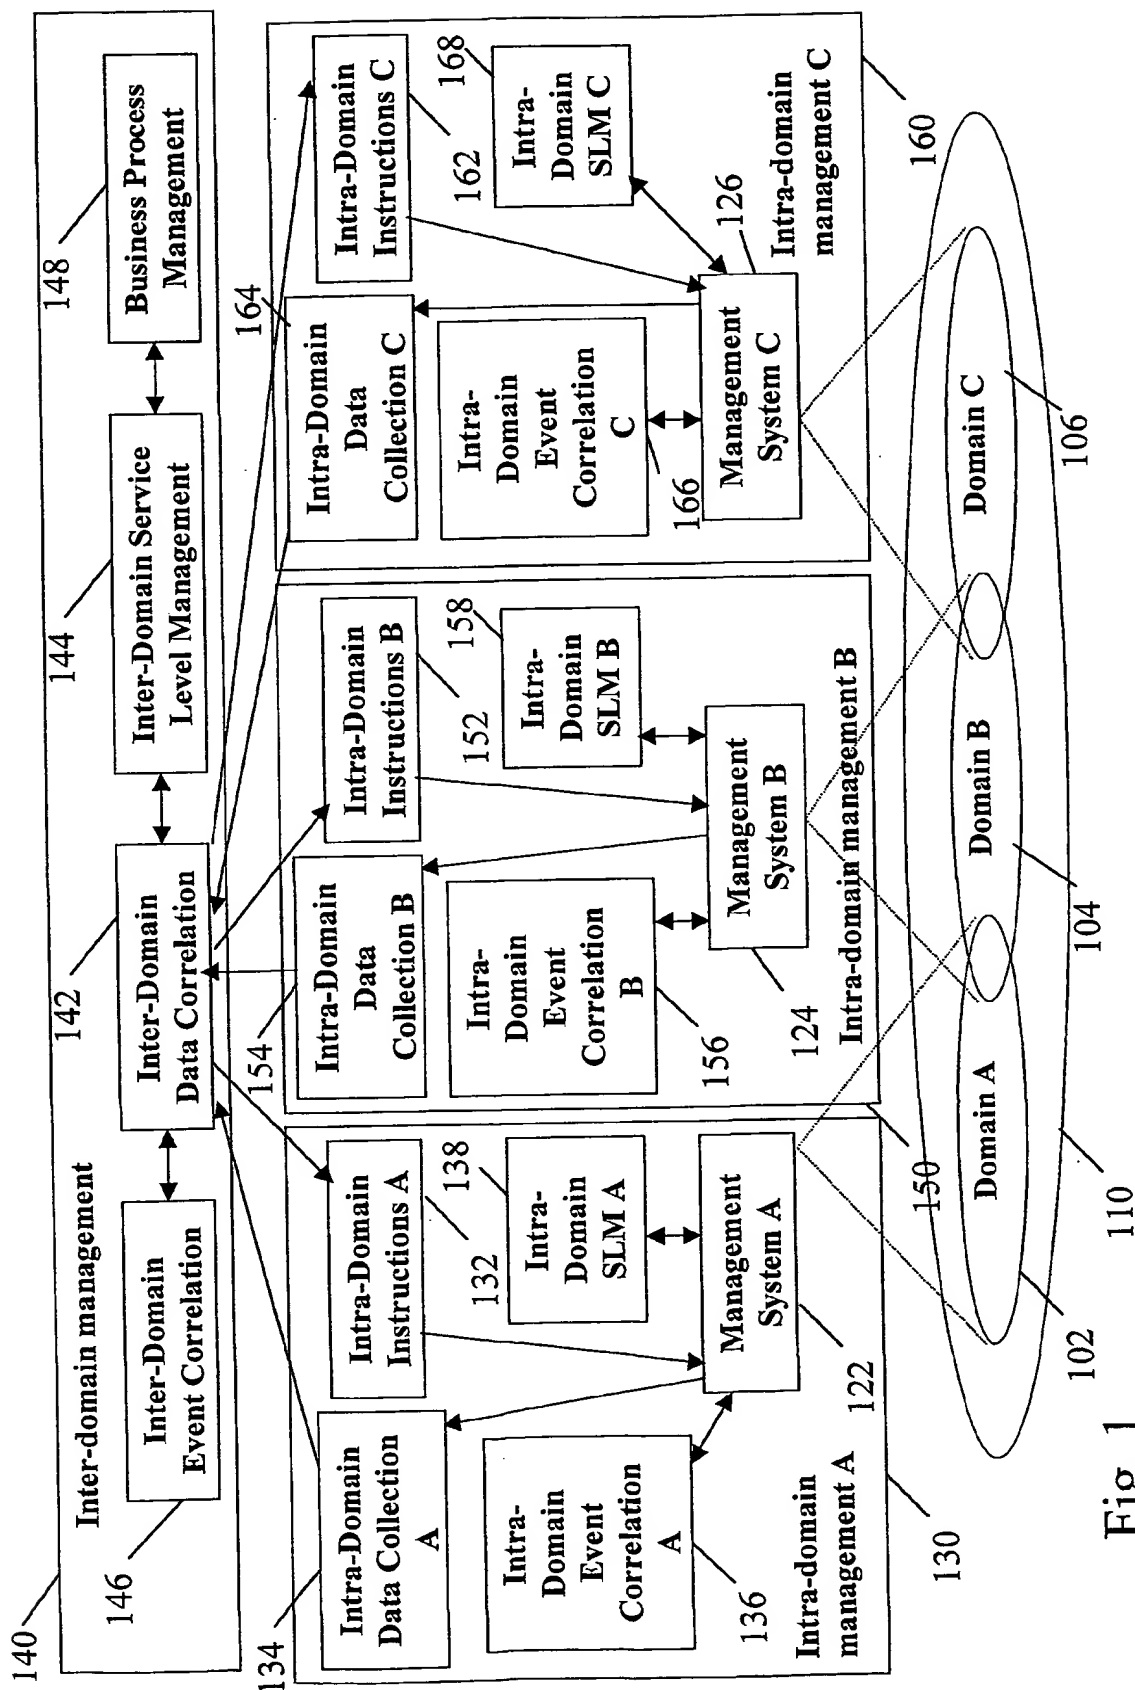 140
Inter-domain management
146
Inter-Domain
Event Correlation
142
Inter-Domain
Data Correlation
144
Inter-Domain Service
Level Management
148
Business Process
Management
134
Intra-Domain
Data Collection
A
Intra-Domain
Instructions A
132
Intra-
Domain
Event
Correlation
A
136
138
Intra-
Domain
SLM A
Management
System A
122
Intra-domain
management A
130
154
Intra-Domain
Data
Collection B
Intra-Domain
Instructions B
152
Intra-
Domain
Event
Correlation
B
156
158
Intra-
Domain
SLM B
Management
System B
124
Intra-domain management B
150
164
Intra-Domain
Data
Collection C
Intra-Domain
Instructions C
162
Intra-
Domain
Event
Correlation
C
166
168
Intra-
Domain
SLM C
Management
System C
126
Intra-domain
management C
160
Domain A
Domain B
Domain C
102
110
104
106
Fig. 1